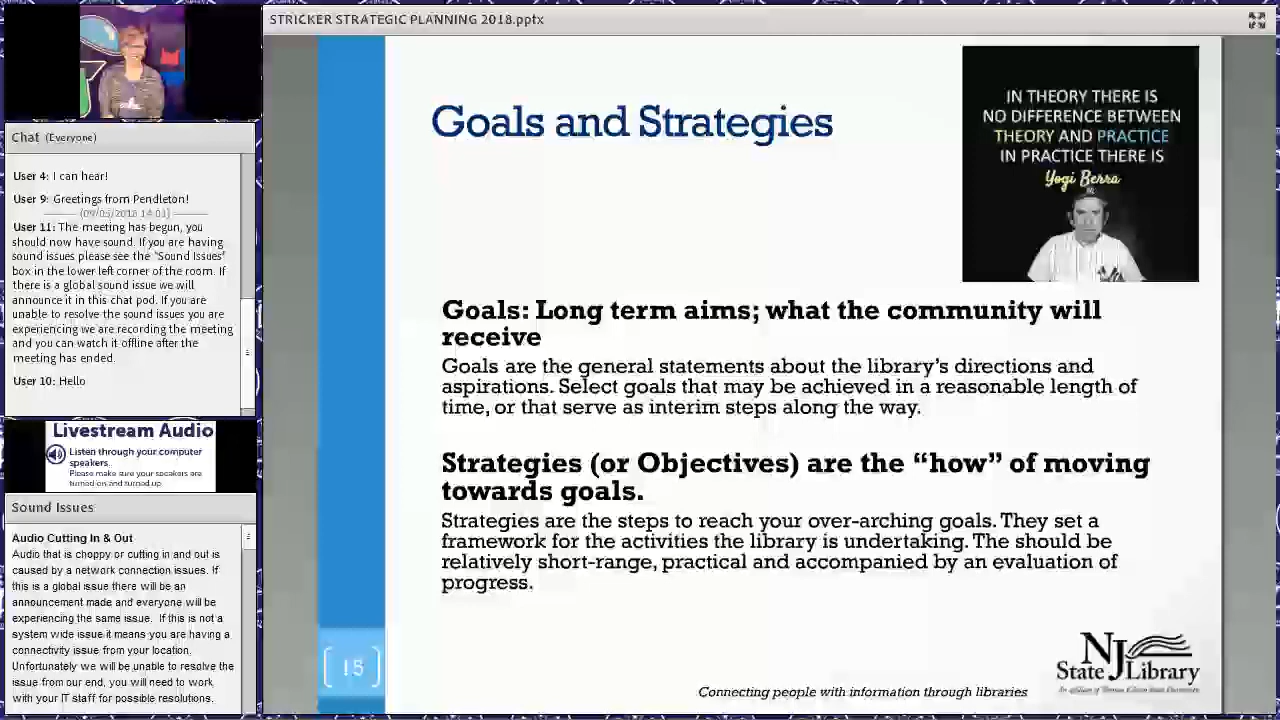 STRICKER STRATEGIC PLANNING 2018.pptx
Chat (Everyone)
User 4: I can hear!
User 9: Greetings from Pendleton!
(09/05/2018 14:01)
User 11: The meeting has begun, you
should now have sound. If you are having
sound issues please see the "Sound Issues"
box in the lower left corner of the room. If
there is a global sound issue we will
announce it in this chat pod. If you are
unable to resolve the sound issues you are
experiencing we are recording the meeting
and you can watch it offline after the
meeting has ended.
User 10: Hello
Livestream Audio
Listen through your computer
speakers.
Please make sure your speakers are
turned on and turned up.
Sound Issues
Audio Cutting In & Out
Audio that is choppy or cutting in and out is
caused by a network connection issues. If
this is a global issue there will be an
announcement made and everyone will be
experiencing the same issue. If this is not a
system wide issue it means you are having a
connectivity issue from your location.
Unfortunately we will be unable to resolve the
issue from our end, you will need to work
with your IT staff for possible resolutions.
Goals and Strategies
IN THEORY THERE IS
NO DIFFERENCE BETWEEN
THEORY AND PRACTICE
IN PRACTICE THERE IS
Yogi Berra
Goals: Long term aims; what the community will
receive
Goals are the general statements about the library's directions and
aspirations. Select goals that may be achieved in a reasonable length of
time, or that serve as interim steps along the way.
Strategies (or Objectives) are the “how” of moving
towards goals.
Strategies are the steps to reach your over-arching goals. They set a
framework for the activities the library is undertaking. The should be
relatively short-range, practical and accompanied by an evaluation of
progress.
[ 15 ]
NJ
State Library
Connecting people with information through libraries